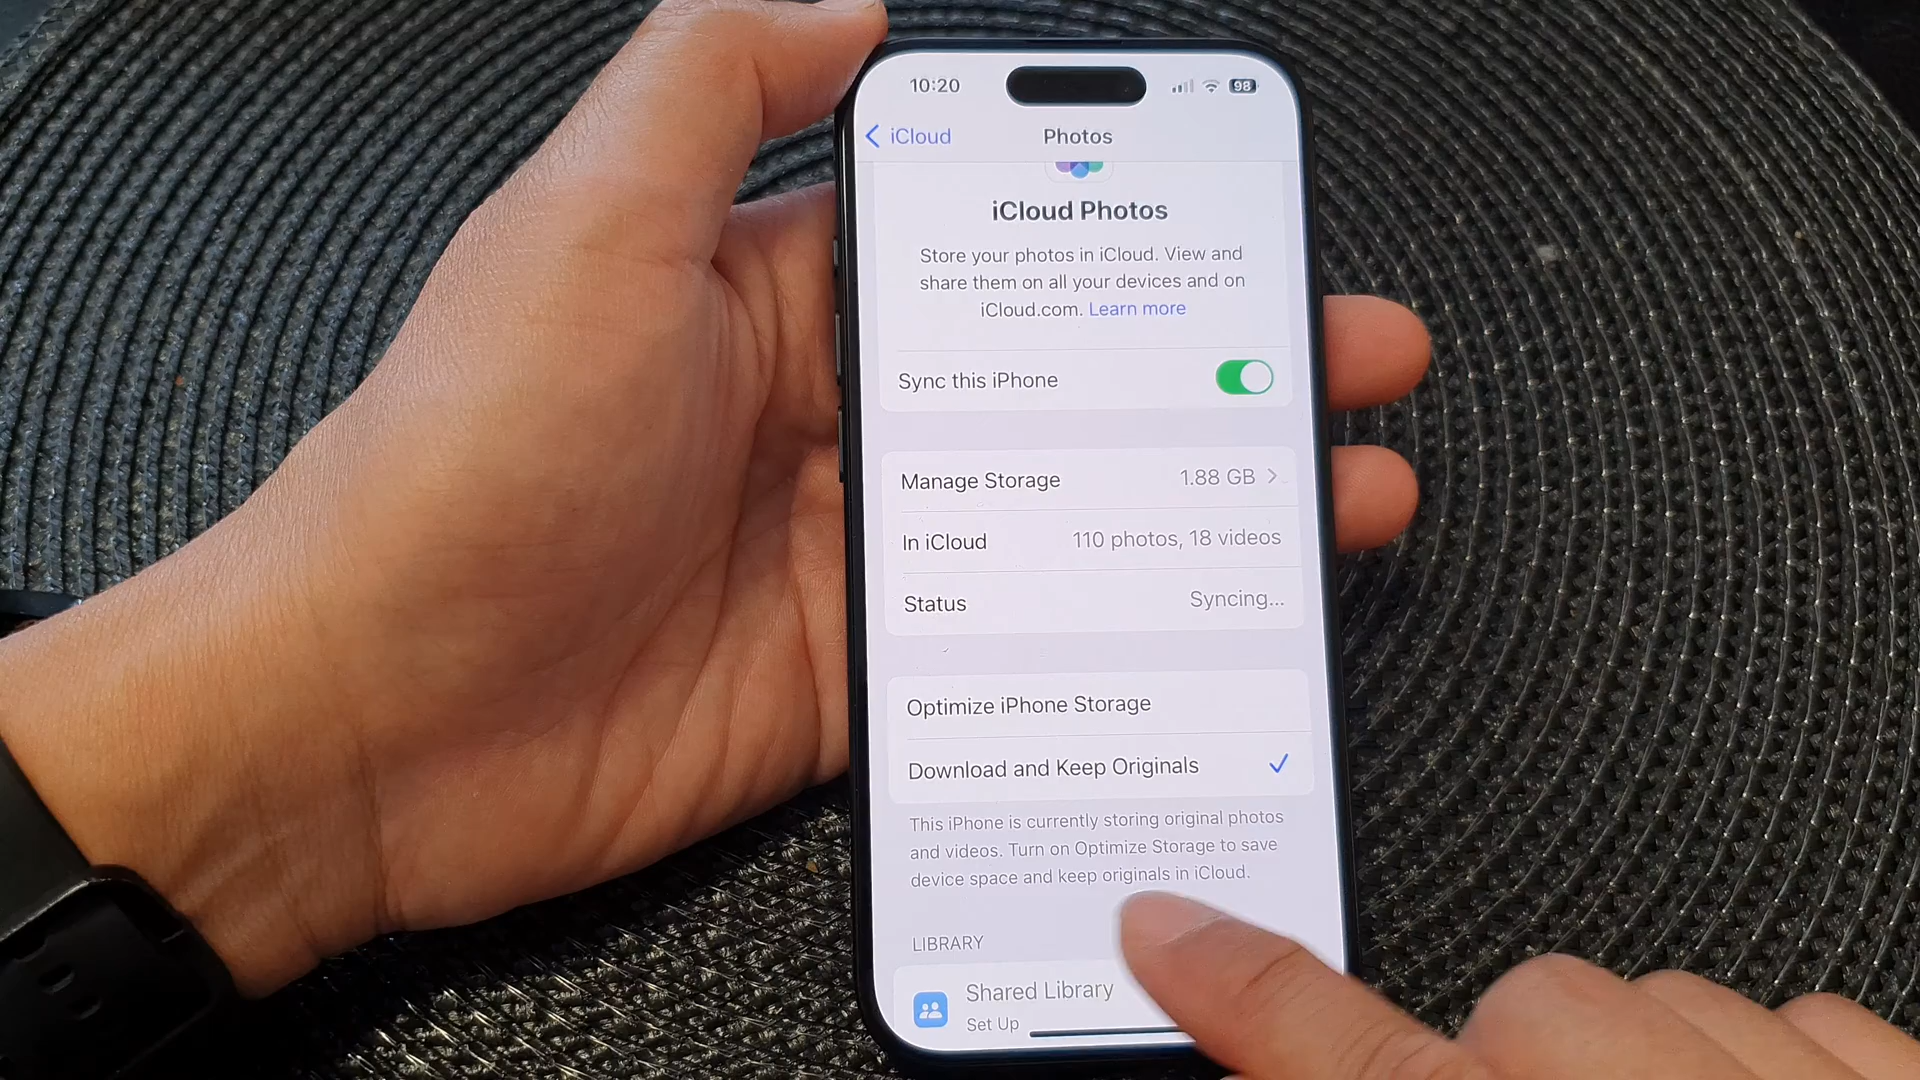 10:20
98
iCloud
Photos
iCloud Photos
Store your photos in iCloud. View and
share them on all your devices and on
iCloud.com. Learn more
Sync this iPhone
Manage Storage 1.88 GB
In iCloud 110 photos, 18 videos
Status Syncing...
Optimize iPhone Storage
Download and Keep Originals
This iPhone is currently storing original photos
and videos. Turn on Optimize Storage to save
device space and keep originals in iCloud.
LIBRARY
Shared Library
Set Up